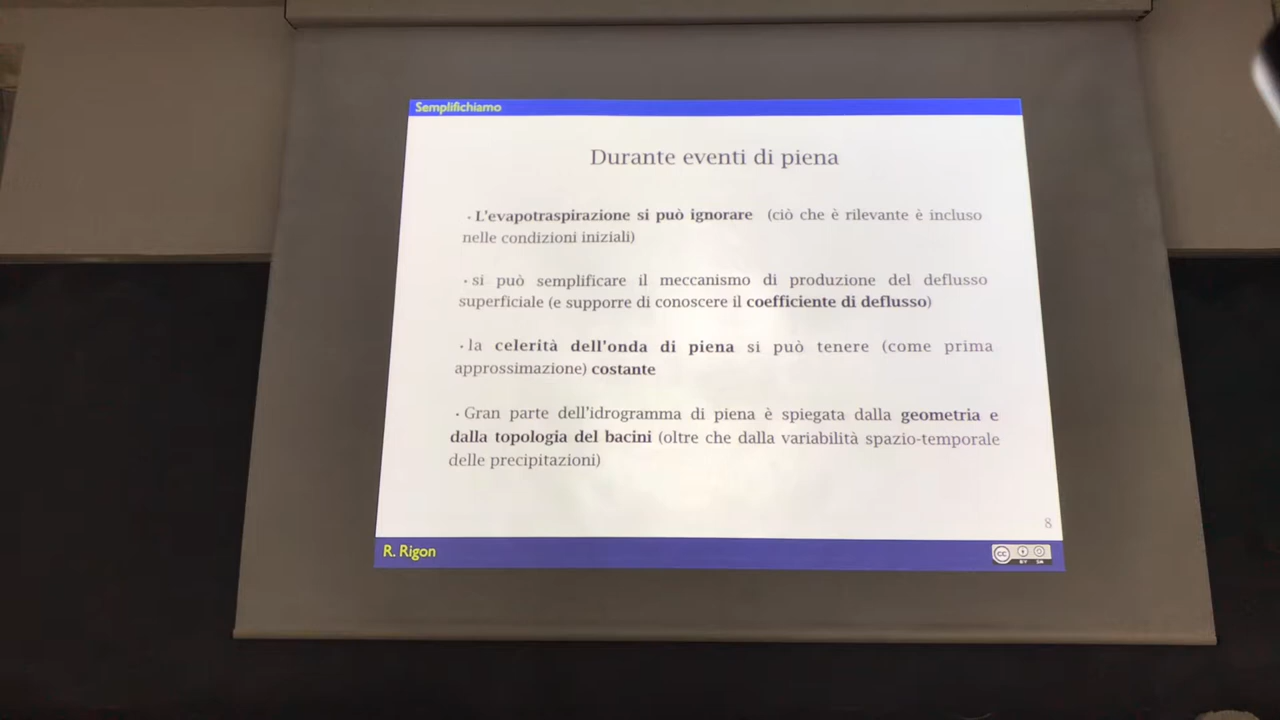 Semplifichiamo
Durante eventi di piena
· L'evapotraspirazione si può ignorare (ciò che è rilevante è incluso
nelle condizioni iniziali)
· si può semplificare il meccanismo di produzione del deflusso
superficiale (e supporre di conoscere il coefficiente di deflusso)
· la celerità dell'onda di piena si può tenere (come prima
approssimazione) costante
· Gran parte dell'idrogramma di piena è spiegata dalla geometria e
dalla topologia del bacini (oltre che dalla variabilità spazio-temporale
delle precipitazioni)
8
R. Rigon
CC BY SA